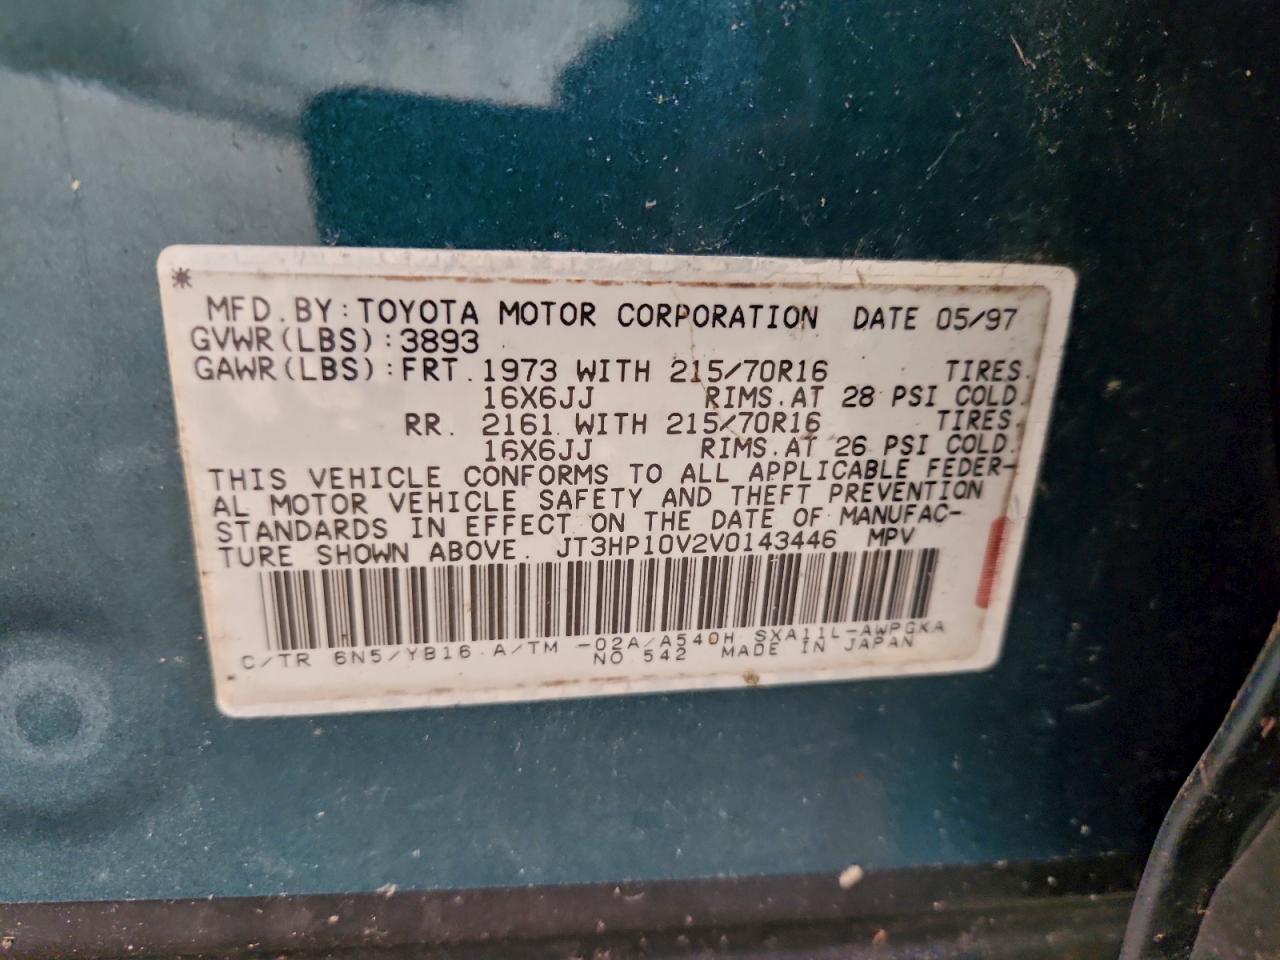 MFD. BY: TOYOTA MOTOR CORPORATION DATE 05/97
GVWR(LBS): 3893
GAWR(LBS): FRT. 1973 WITH 215/70R16 TIRES.
16X6JJ RIMS. AT 28 PSI COLD.
RR. 2161 WITH 215/70R16 TIRES
16X6JJ RIMS. AT 26 PSI COLD.
THIS VEHICLE CONFORMS TO ALL APPLICABLE FEDER-
AL MOTOR VEHICLE SAFETY AND THEFT PREVENTION
STANDARDS IN EFFECT ON THE DATE OF MANUFAC-
TURE SHOWN ABOVE. JT3HP10V2V0143446 MPV
C/TR 6N5/YB16 A/TM -02A/A540H SXA11L-AWPGKA
NO 542 MADE IN JAPAN